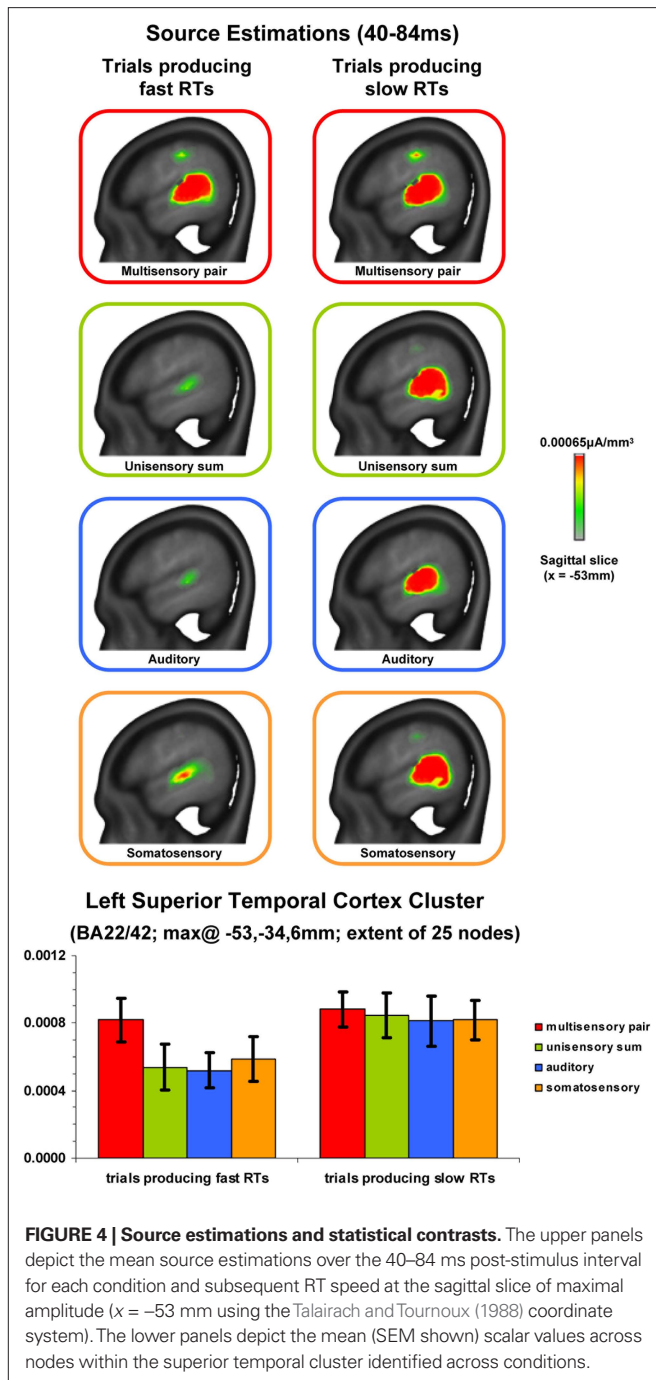 Source Estimations (40-84ms)
Trials producing
fast RTs
Trials producing
slow RTs
Multisensory pair
Multisensory pair
Unisensory sum
Unisensory sum
0.00065µA/mm³
Sagittal slice
(x = -53mm)
Auditory
Auditory
Somatosensory
Somatosensory
Left Superior Temporal Cortex Cluster
(BA22/42; max@ -53,-34,6mm; extent of 25 nodes)
0.0012
0.0008
0.0004
0.0000
multisensory pair
unisensory sum
auditory
somatosensory
trials producing fast RTs
trials producing slow RTs
FIGURE 4 | Source estimations and statistical contrasts. The upper panels
depict the mean source estimations over the 40–84 ms post-stimulus interval
for each condition and subsequent RT speed at the sagittal slice of maximal
amplitude (x = –53 mm using the Talairach and Tournoux (1988) coordinate
system). The lower panels depict the mean (SEM shown) scalar values across
nodes within the superior temporal cluster identified across conditions.